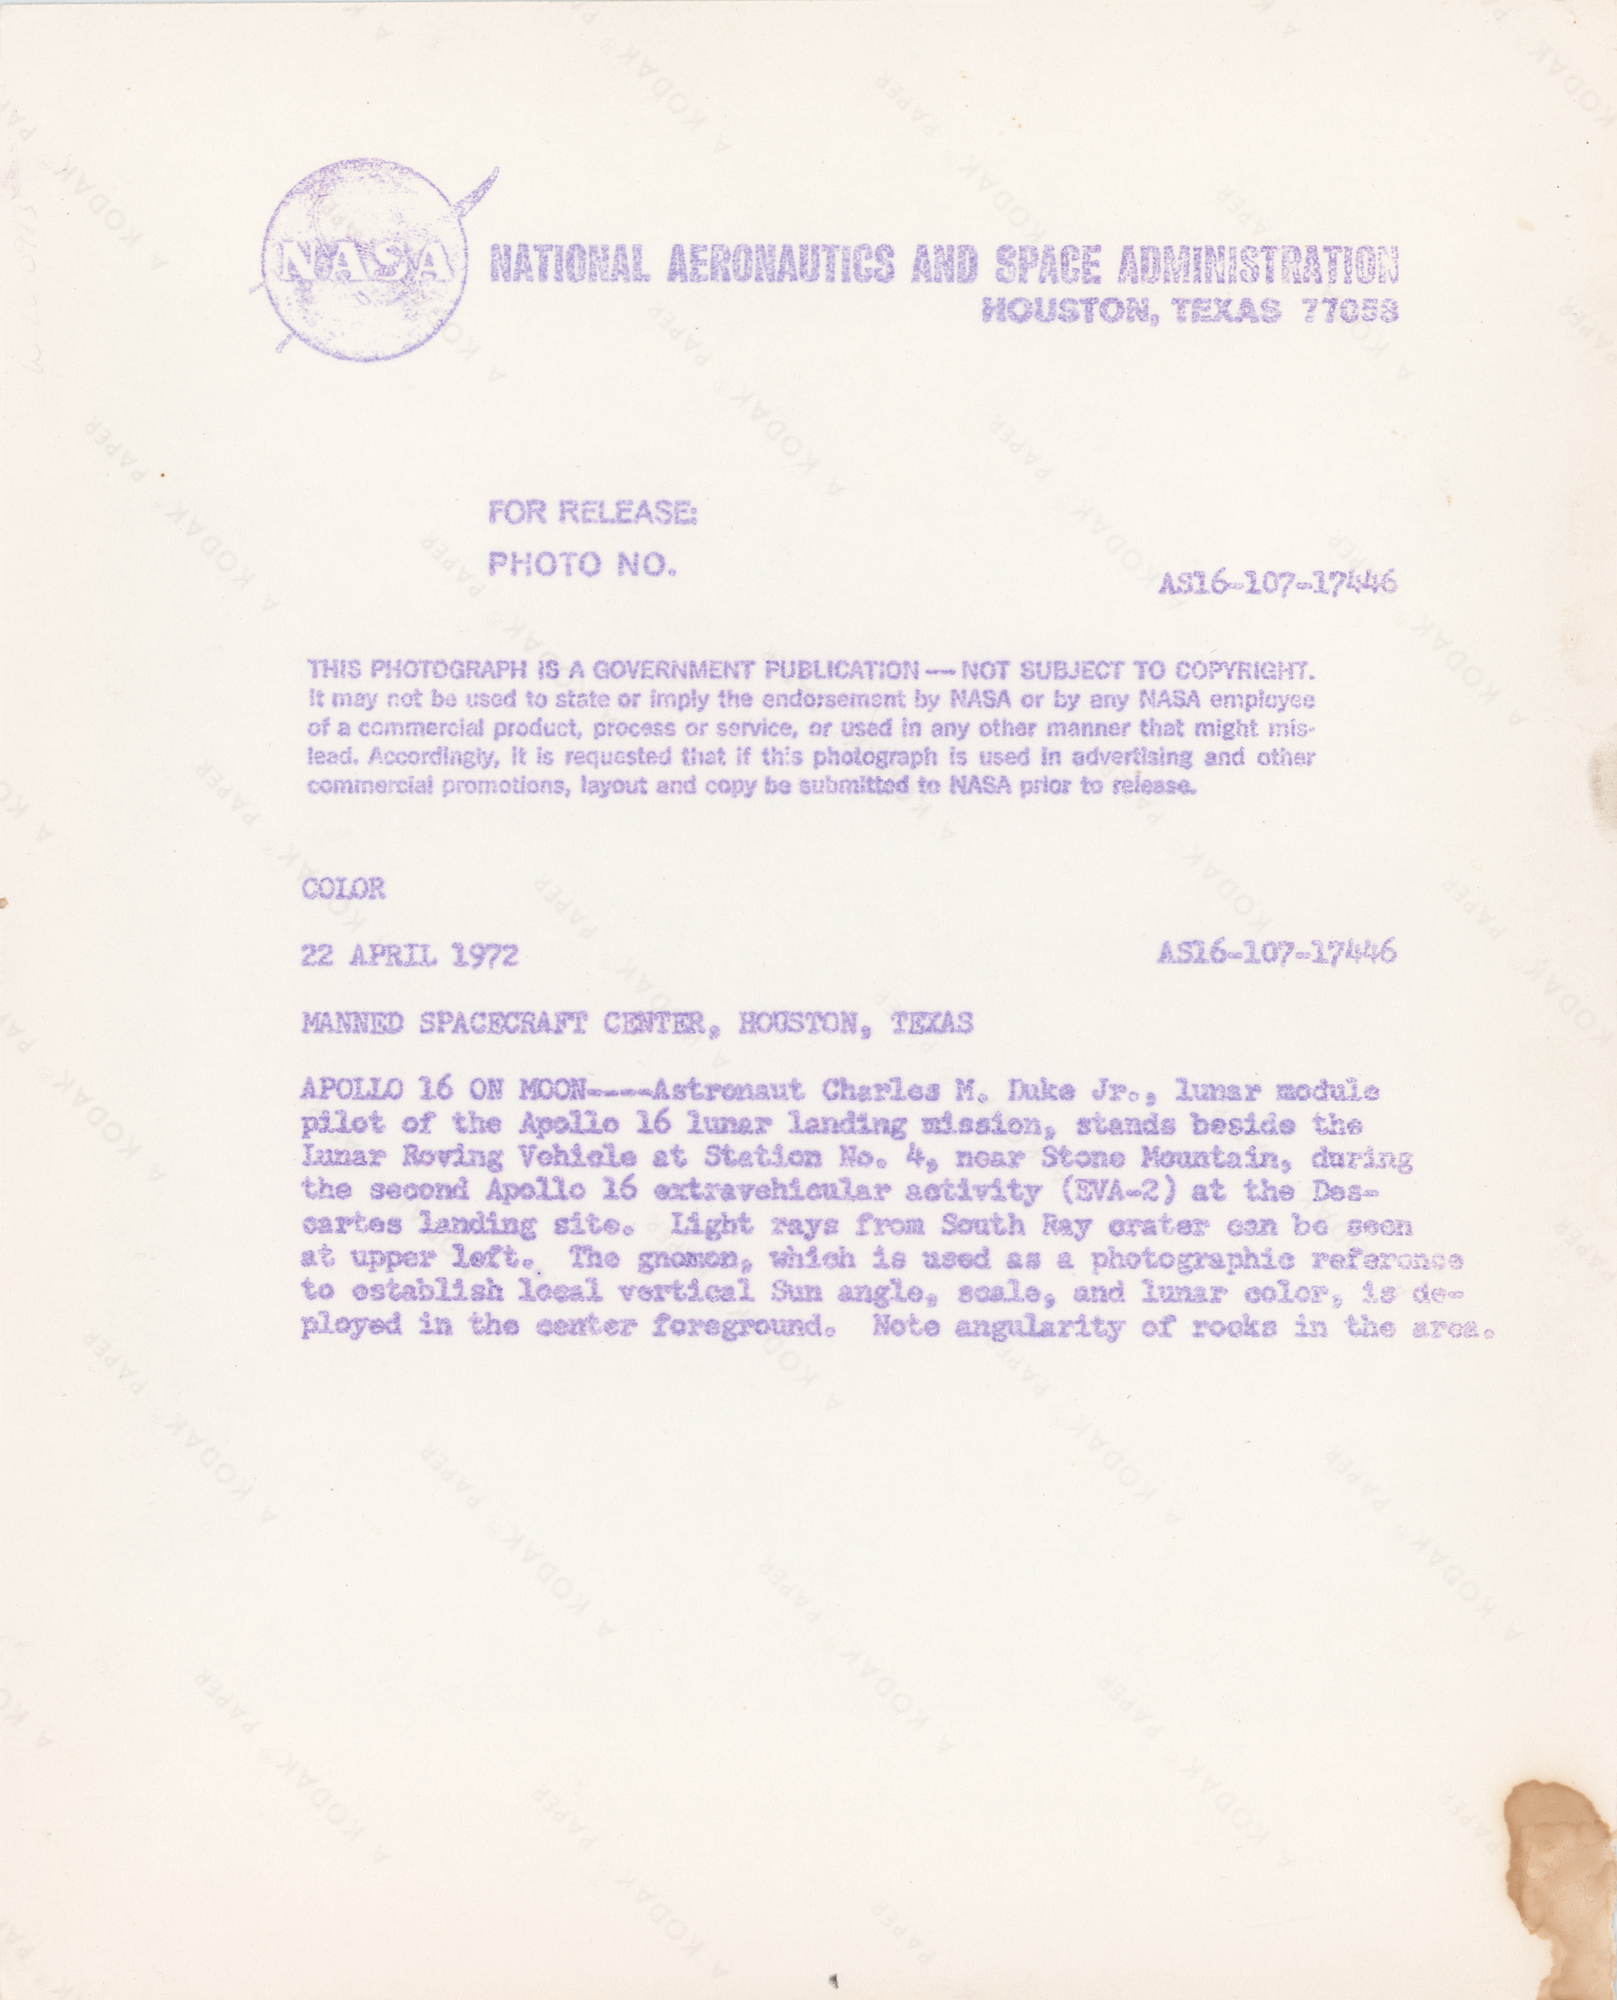 NASA
NATIONAL AERONAUTICS AND SPACE ADMINISTRATION
HOUSTON, TEXAS 77058
FOR RELEASE:
PHOTO NO.
AS16-107-17446
THIS PHOTOGRAPH IS A GOVERNMENT PUBLICATION — NOT SUBJECT TO COPYRIGHT.
It may not be used to state or imply the endorsement by NASA or by any NASA employee
of a commercial product, process or service, or used in any other manner that might mis-
lead. Accordingly, it is requested that if this photograph is used in advertising and other
commercial promotions, layout and copy be submitted to NASA prior to release.
COLOR
22 APRIL 1972 AS16-107-17446
MANNED SPACECRAFT CENTER, HOUSTON, TEXAS
APOLLO 16 ON MOON----Astronaut Charles M. Duke Jr., lunar module
pilot of the Apollo 16 lunar landing mission, stands beside the
Lunar Roving Vehicle at Station No. 4, near Stone Mountain, during
the second Apollo 16 extravehicular activity (EVA-2) at the Des-
cartes landing site.  Light rays from South Ray crater can be seen
at upper left.  The gnomon, which is used as a photographic reference
to establish local vertical Sun angle, scale, and lunar color, is de-
ployed in the center foreground.  Note angularity of rocks in the area.
A KODAK® PAPER